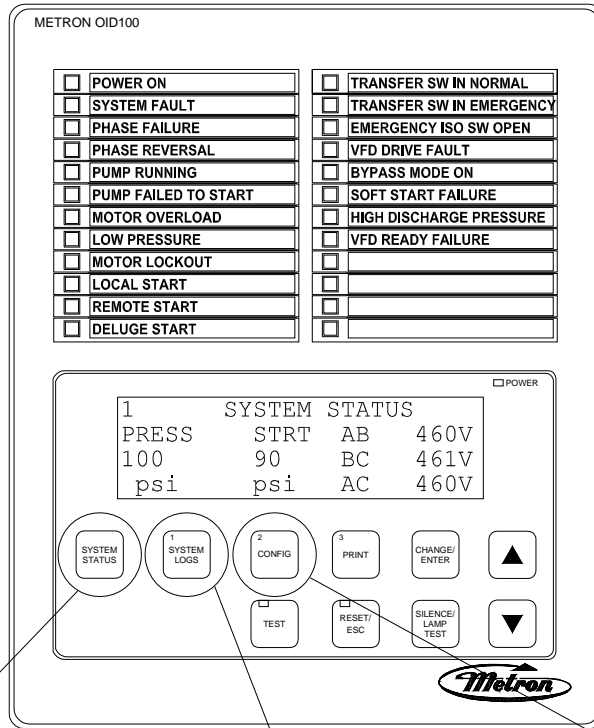 METRON OID100
POWER ON
SYSTEM FAULT
PHASE FAILURE
PHASE REVERSAL
PUMP RUNNING
PUMP FAILED TO START
MOTOR OVERLOAD
LOW PRESSURE
MOTOR LOCKOUT
LOCAL START
REMOTE START
DELUGE START
TRANSFER SW IN NORMAL
TRANSFER SW IN EMERGENCY
EMERGENCY ISO SW OPEN
VFD DRIVE FAULT
BYPASS MODE ON
SOFT START FAILURE
HIGH DISCHARGE PRESSURE
VFD READY FAILURE
POWER
1 SYSTEM STATUS
PRESS STRT AB 460V
100 90 BC 461V
psi psi AC 460V
SYSTEM
STATUS
1
SYSTEM
LOGS
2
CONFIG
3
PRINT
CHANGE/
ENTER
TEST
RESET/
ESC
SILENCE/
LAMP
TEST
Metron